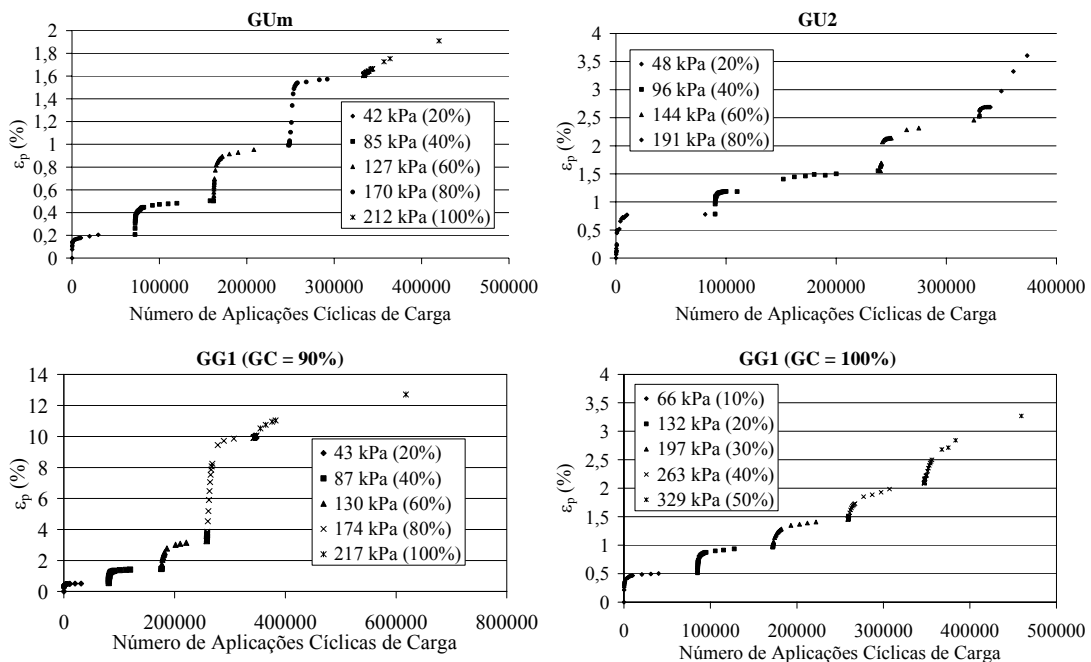 GUm
2
1,8
1,6
1,4
1,2
1
0,8
0,6
0,4
0,2
0
εp (%)
42 kPa (20%)
85 kPa (40%)
127 kPa (60%)
170 kPa (80%)
212 kPa (100%)
0 100000 200000 300000 400000 500000
Número de Aplicações Cíclicas de Carga
GU2
4
3,5
3
2,5
2
1,5
1
0,5
0
εp (%)
48 kPa (20%)
96 kPa (40%)
144 kPa (60%)
191 kPa (80%)
0 100000 200000 300000 400000
Número de Aplicações Cíclicas de Carga
GG1 (GC = 90%)
14
12
10
8
6
4
2
0
εp (%)
43 kPa (20%)
87 kPa (40%)
130 kPa (60%)
174 kPa (80%)
217 kPa (100%)
0 200000 400000 600000 800000
Número de Aplicações Cíclicas de Carga
GG1 (GC = 100%)
4
3,5
3
2,5
2
1,5
1
0,5
0
εp (%)
66 kPa (10%)
132 kPa (20%)
197 kPa (30%)
263 kPa (40%)
329 kPa (50%)
0 100000 200000 300000 400000 500000
Número de Aplicações Cíclicas de Carga